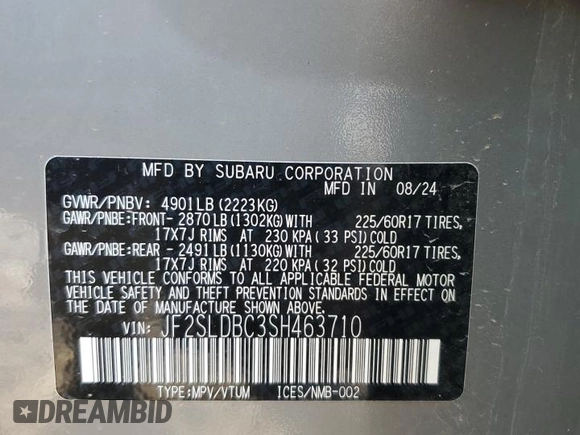 MFD BY SUBARU CORPORATION
MFD IN 08/24
GVWR/PNBV: 4901LB (2223KG)
GAWR/PNBE:FRONT- 2870LB(1302KG)WITH 225/60R17 TIRES,
17X7J RIMS AT 230 KPA ( 33 PSI)COLD
GAWR/PNBE:REAR - 2491LB(1130KG)WITH 225/60R17 TIRES,
17X7J RIMS AT 220 KPA ( 32 PSI)COLD
THIS VEHICLE CONFORMS TO ALL APPLICABLE FEDERAL MOTOR
VEHICLE SAFETY AND THEFT PREVENTION STANDARDS IN EFFECT
ON THE DATE OF MANUFACTURE SHOWN ABOVE.
VIN: JF2SLDBC3SH463710
TYPE:MPV/VTUM ICES/NMB-002
DREAMBID